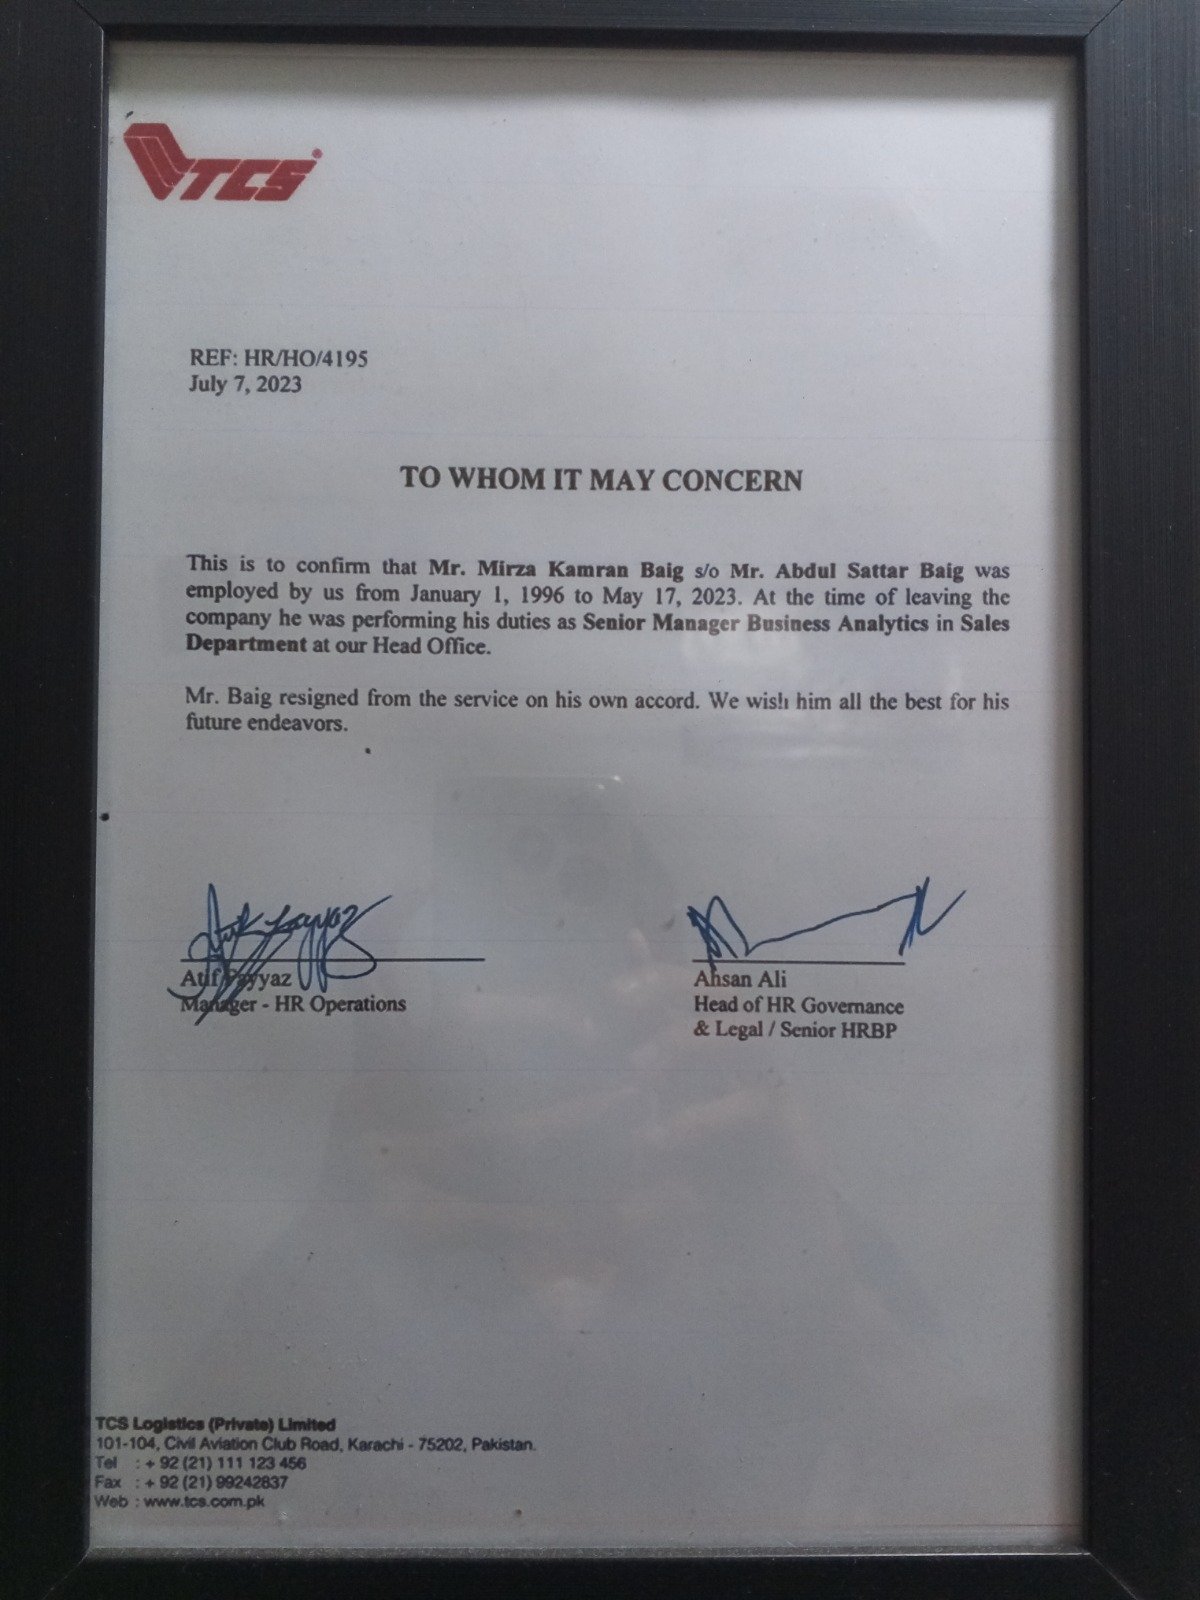 TCS
REF: HR/HO/4195
July 7, 2023
TO WHOM IT MAY CONCERN
This is to confirm that Mr. Mirza Kamran Baig s/o Mr. Abdul Sattar Baig was
employed by us from January 1, 1996 to May 17, 2023. At the time of leaving the
company he was performing his duties as Senior Manager Business Analytics in Sales
Department at our Head Office.
Mr. Baig resigned from the service on his own accord. We wish him all the best for his
future endeavors.
Atif Fayyaz
Atif Fayyaz
Manager - HR Operations
Ahsan Ali
Head of HR Governance
& Legal / Senior HRBP
TCS Logistics (Private) Limited
101-104, Civil Aviation Club Road, Karachi - 75202, Pakistan.
Tel : + 92 (21) 111 123 456
Fax : + 92 (21) 99242837
Web : www.tcs.com.pk